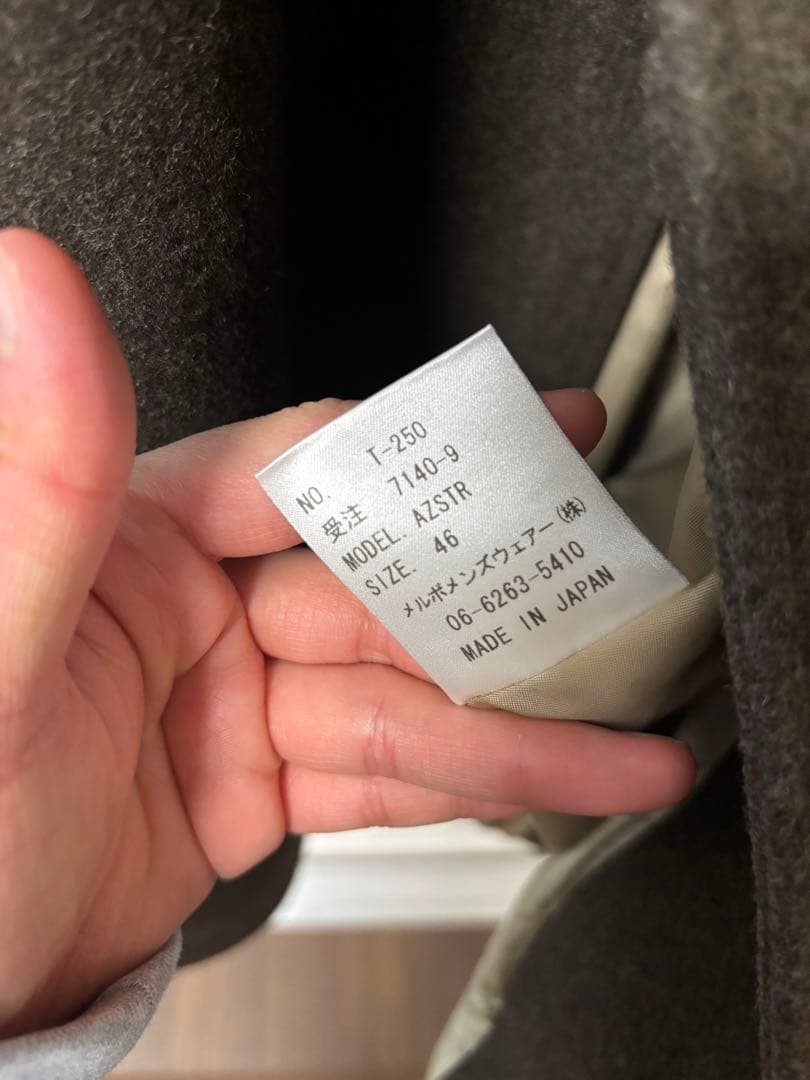 NO. T-250
受注 7140-9
MODEL. AZSTR
SIZE. 46
メルボメンズウェアー(株)
06-6263-5410
MADE IN JAPAN